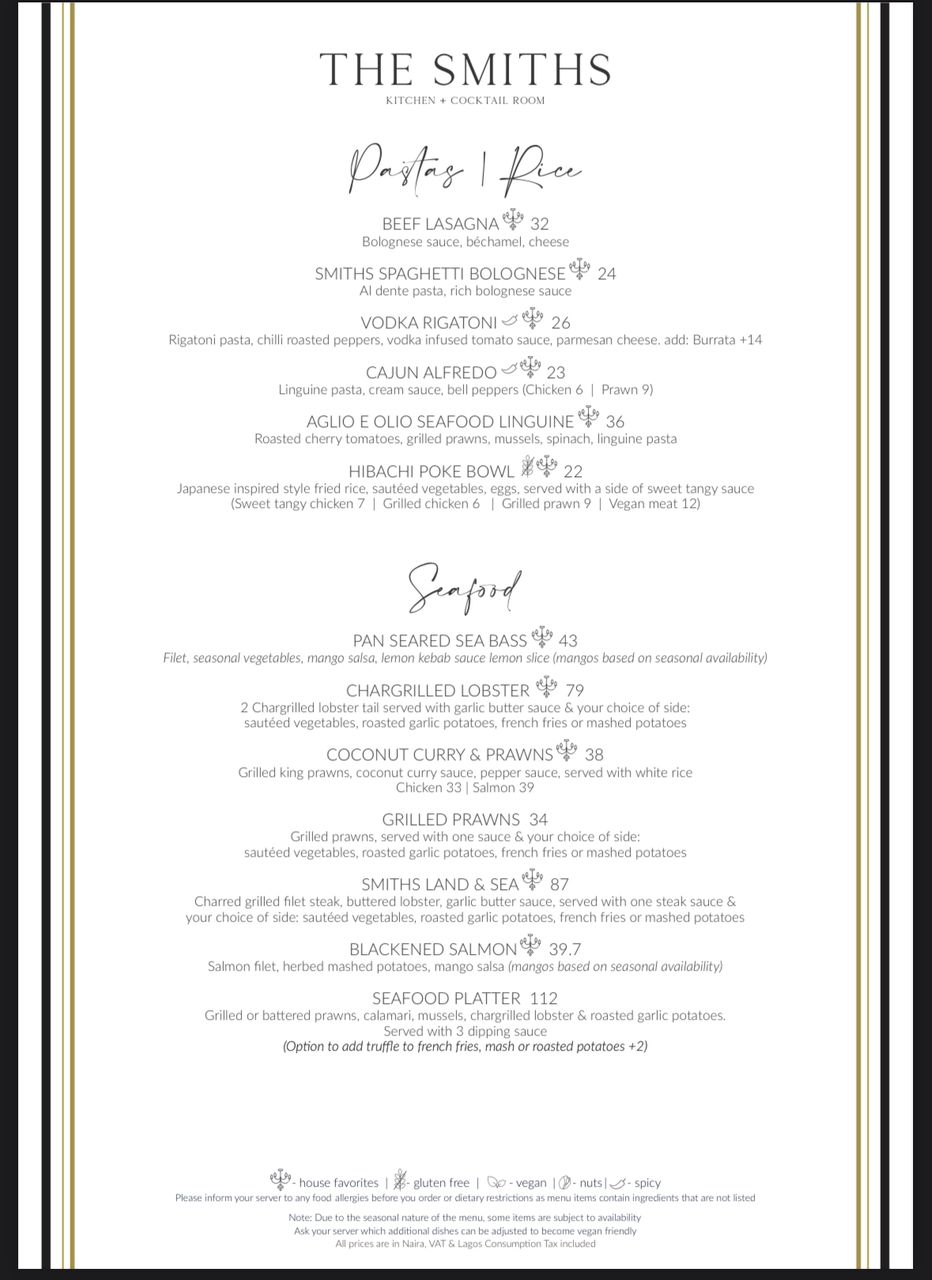 THE SMITHS
KITCHEN + COCKTAIL ROOM
Pastas | Rice
BEEF LASAGNA 32
Bolognese sauce, béchamel, cheese
SMITHS SPAGHETTI BOLOGNESE 24
Al dente pasta, rich bolognese sauce
VODKA RIGATONI 26
Rigatoni pasta, chilli roasted peppers, vodka infused tomato sauce, parmesan cheese. add: Burrata +14
CAJUN ALFREDO 23
Linguine pasta, cream sauce, bell peppers (Chicken 6 | Prawn 9)
AGLIO E OLIO SEAFOOD LINGUINE 36
Roasted cherry tomatoes, grilled prawns, mussels, spinach, linguine pasta
HIBACHI POKE BOWL 22
Japanese inspired style fried rice, sautéed vegetables, eggs, served with a side of sweet tangy sauce
(Sweet tangy chicken 7 | Grilled chicken 6 | Grilled prawn 9 | Vegan meat 12)
Seafood
PAN SEARED SEA BASS 43
Filet, seasonal vegetables, mango salsa, lemon kebab sauce lemon slice (mangos based on seasonal availability)
CHARGRILLED LOBSTER 79
2 Chargrilled lobster tail served with garlic butter sauce & your choice of side:
sautéed vegetables, roasted garlic potatoes, french fries or mashed potatoes
COCONUT CURRY & PRAWNS 38
Grilled king prawns, coconut curry sauce, pepper sauce, served with white rice
Chicken 33 | Salmon 39
GRILLED PRAWNS 34
Grilled prawns, served with one sauce & your choice of side:
sautéed vegetables, roasted garlic potatoes, french fries or mashed potatoes
SMITHS LAND & SEA 87
Charred grilled filet steak, buttered lobster, garlic butter sauce, served with one steak sauce &
your choice of side: sautéed vegetables, roasted garlic potatoes, french fries or mashed potatoes
BLACKENED SALMON 39.7
Salmon filet, herbed mashed potatoes, mango salsa (mangos based on seasonal availability)
SEAFOOD PLATTER 112
Grilled or battered prawns, calamari, mussels, chargrilled lobster & roasted garlic potatoes.
Served with 3 dipping sauce
(Option to add truffle to french fries, mash or roasted potatoes +2)
- house favorites | - gluten free | - vegan | - nuts | - spicy
Please inform your server to any food allergies before you order or dietary restrictions as menu items contain ingredients that are not listed
Note: Due to the seasonal nature of the menu, some items are subject to availability
Ask your server which additional dishes can be adjusted to become vegan friendly
All prices are in Naira, VAT & Lagos Consumption Tax included